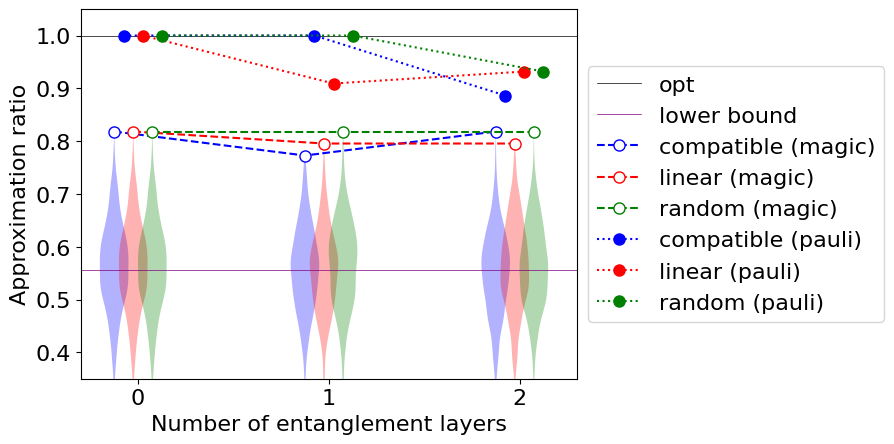 1.0
0.9
0.8
0.7
0.6
0.5
0.4
Approximation ratio
0 1 2
Number of entanglement layers
opt
lower bound
compatible (magic)
linear (magic)
random (magic)
compatible (pauli)
linear (pauli)
random (pauli)